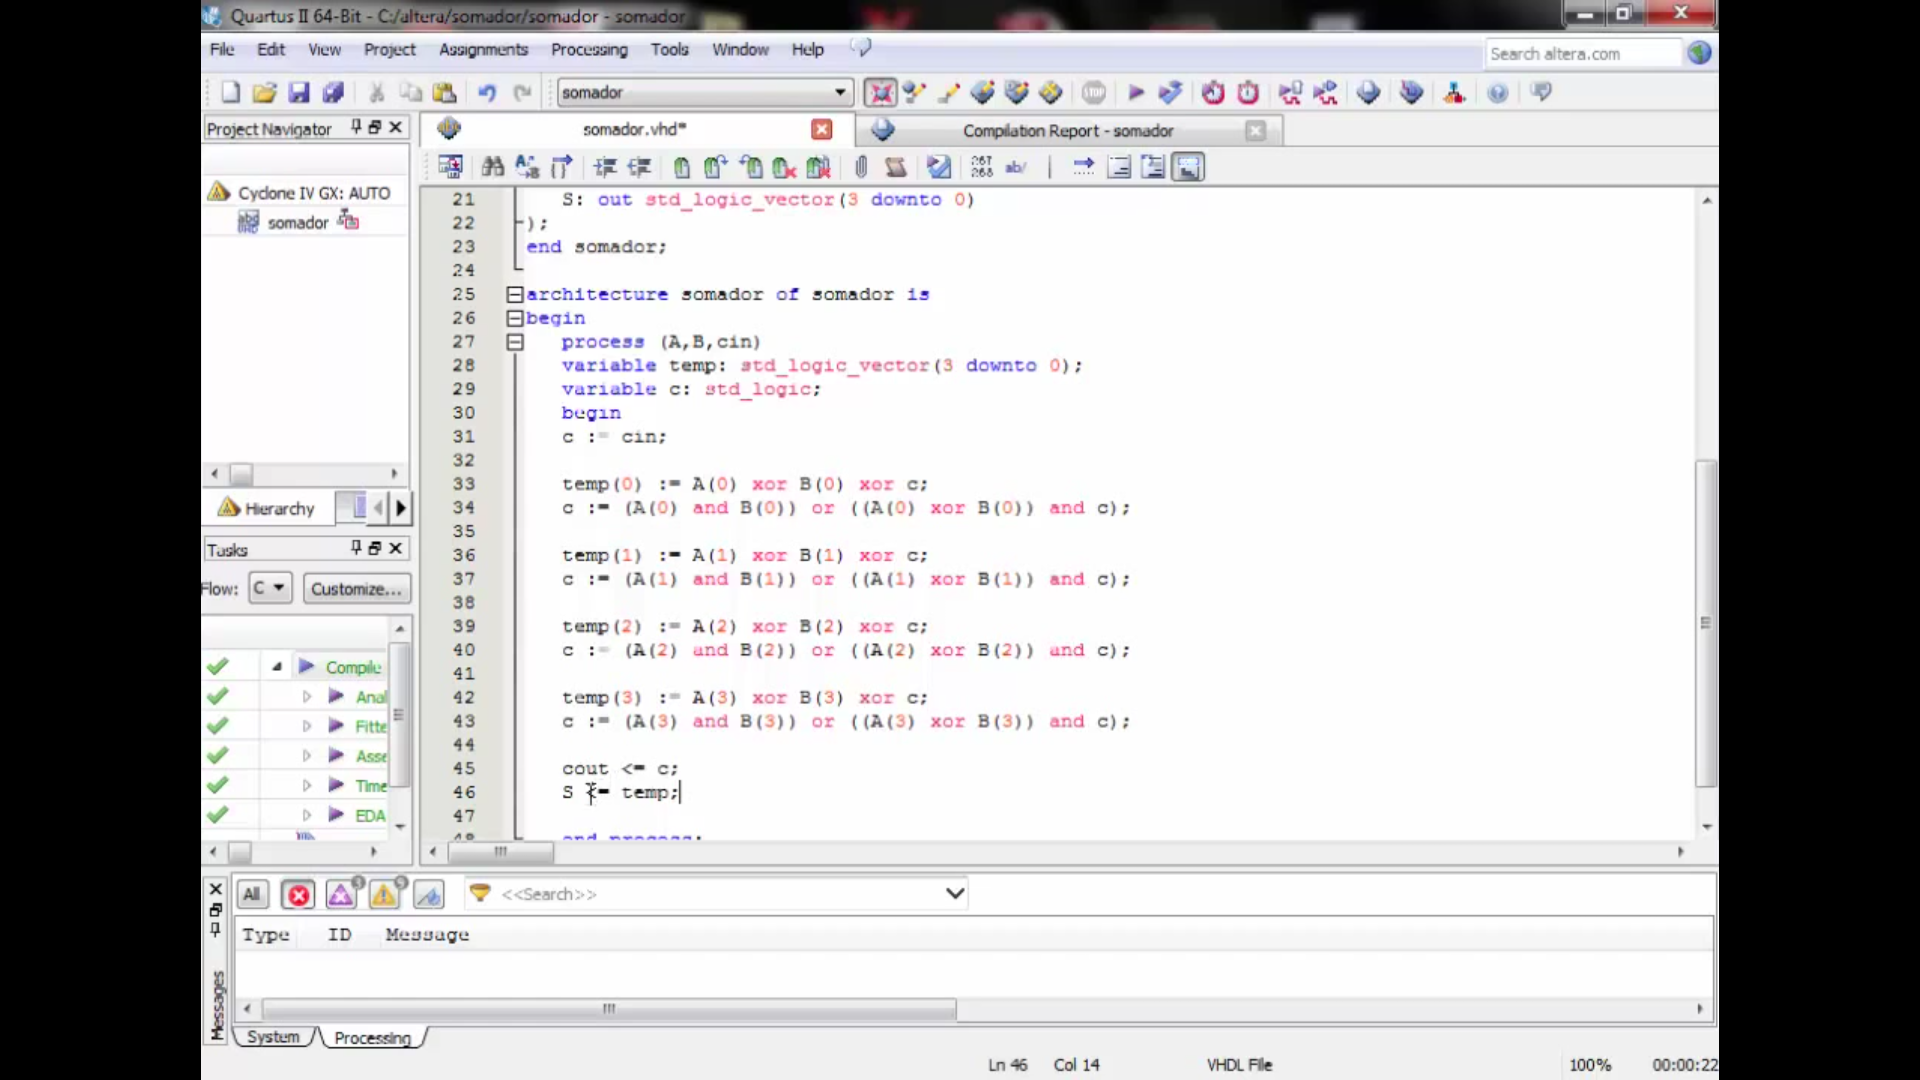 Quartus II 64-Bit - C:/altera/somador/somador - somador
File Edit View Project Assignments Processing Tools Window Help
Search altera.com
somador
Project Navigator
somador.vhd*
Compilation Report - somador
267
268
ab/
Cyclone IV GX: AUTO
somador
Hierarchy
Tasks
Flow: C Customize...
Compile
Anal
Fitte
Asse
Time
EDA
21 S: out std_logic_vector(3 downto 0)
22 );
23 end somador;
24
25 architecture somador of somador is
26 begin
27 process (A,B,cin)
28 variable temp: std_logic_vector(3 downto 0);
29 variable c: std_logic;
30 begin
31 c := cin;
32
33 temp(0) := A(0) xor B(0) xor c;
34 c := (A(0) and B(0)) or ((A(0) xor B(0)) and c);
35
36 temp(1) := A(1) xor B(1) xor c;
37 c := (A(1) and B(1)) or ((A(1) xor B(1)) and c);
38
39 temp(2) := A(2) xor B(2) xor c;
40 c := (A(2) and B(2)) or ((A(2) xor B(2)) and c);
41
42 temp(3) := A(3) xor B(3) xor c;
43 c := (A(3) and B(3)) or ((A(3) xor B(3)) and c);
44
45 cout <= c;
46 S <= temp;
47
48 end process;
All
<<Search>>
Type ID Message
Messages
System Processing
Ln 46 Col 14 VHDL File 100% 00:00:22